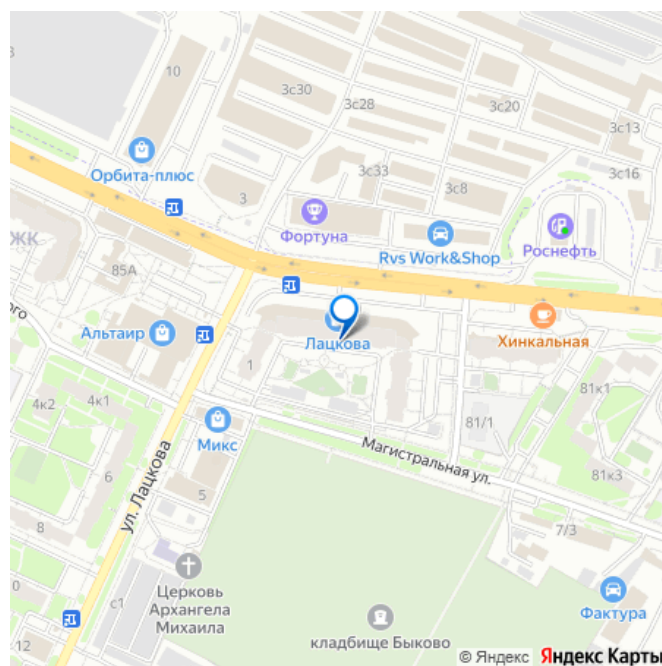 10
3с30
3с28
3с20
3с13
Орбита-плюс
3с33
3с8
3с16
3
Фортуна
Rvs Work&Shop
Роснефть
ЖК
85А
Альтаир
Лацкова
Хинкальная
ого
1
4к2
4к1
Микс
81/1
81к1
ул. Лацкова
Магистральная ул.
6
81к3
5
8
7/3
Церковь
Архангела
Михаила
0
с1
кладбище Быково
Фактура
12
© Яндекс Яндекс Карты